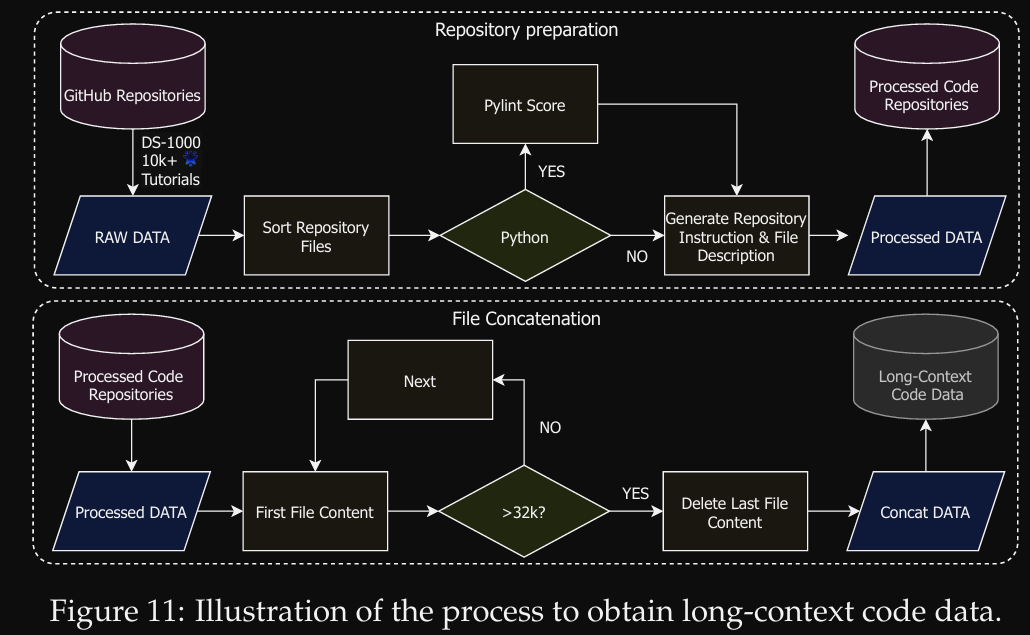 Repository preparation
GitHub Repositories
DS-1000
10k+
Tutorials
RAW DATA
Sort Repository
Files
Python
YES
NO
Pylint Score
Generate Repository
Instruction & File
Description
Processed DATA
Processed Code
Repositories
File Concatenation
Processed Code
Repositories
Processed DATA
First File Content
Next
>32k?
NO
YES
Delete Last File
Content
Concat DATA
Long-Context
Code Data
Figure 11: Illustration of the process to obtain long-context code data.